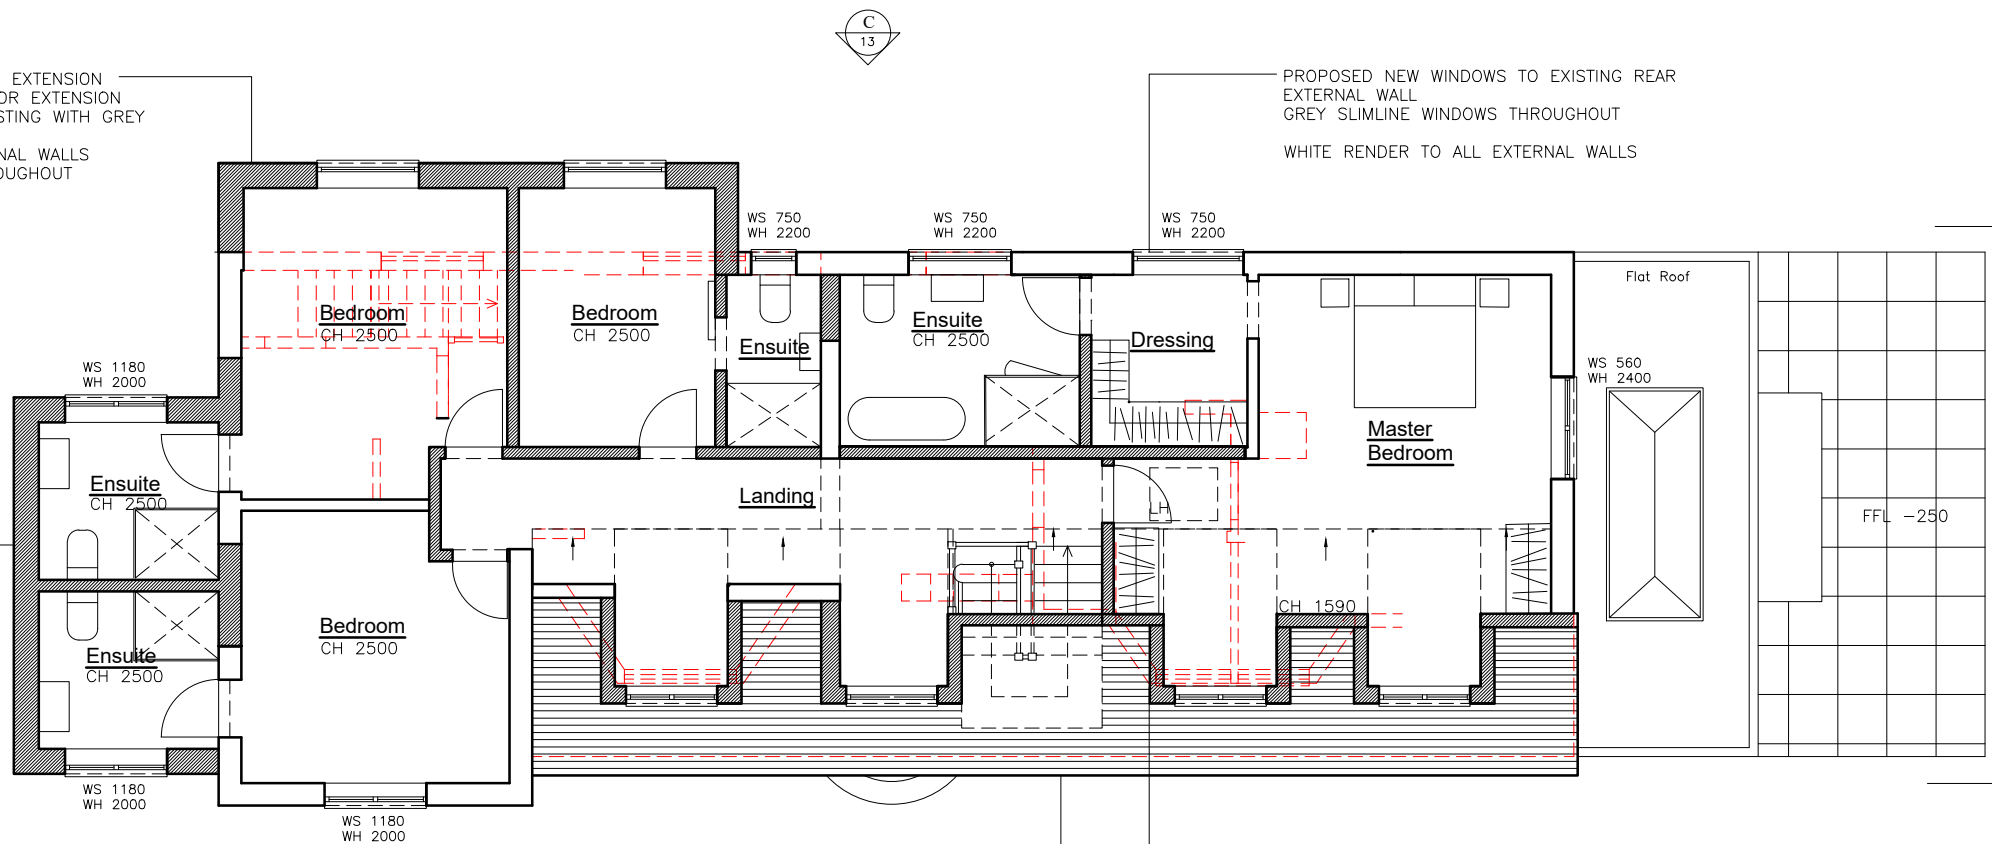 C
13
EXTENSION
OR EXTENSION
STING WITH GREY
NAL WALLS
OUGHOUT
PROPOSED NEW WINDOWS TO EXISTING REAR
EXTERNAL WALL
GREY SLIMLINE WINDOWS THROUGHOUT
WHITE RENDER TO ALL EXTERNAL WALLS
WS 750
WH 2200
WS 750
WH 2200
WS 750
WH 2200
Flat Roof
Bedroom
CH 2500
Bedroom
CH 2500
Ensuite
Ensuite
CH 2500
Dressing
WS 1180
WH 2000
WS 560
WH 2400
Master
Bedroom
Ensuite
CH 2500
Landing
LH
FFL -250
CH 1590
Bedroom
CH 2500
Ensuite
CH 2500
WS 1180
WH 2000
WS 1180
WH 2000